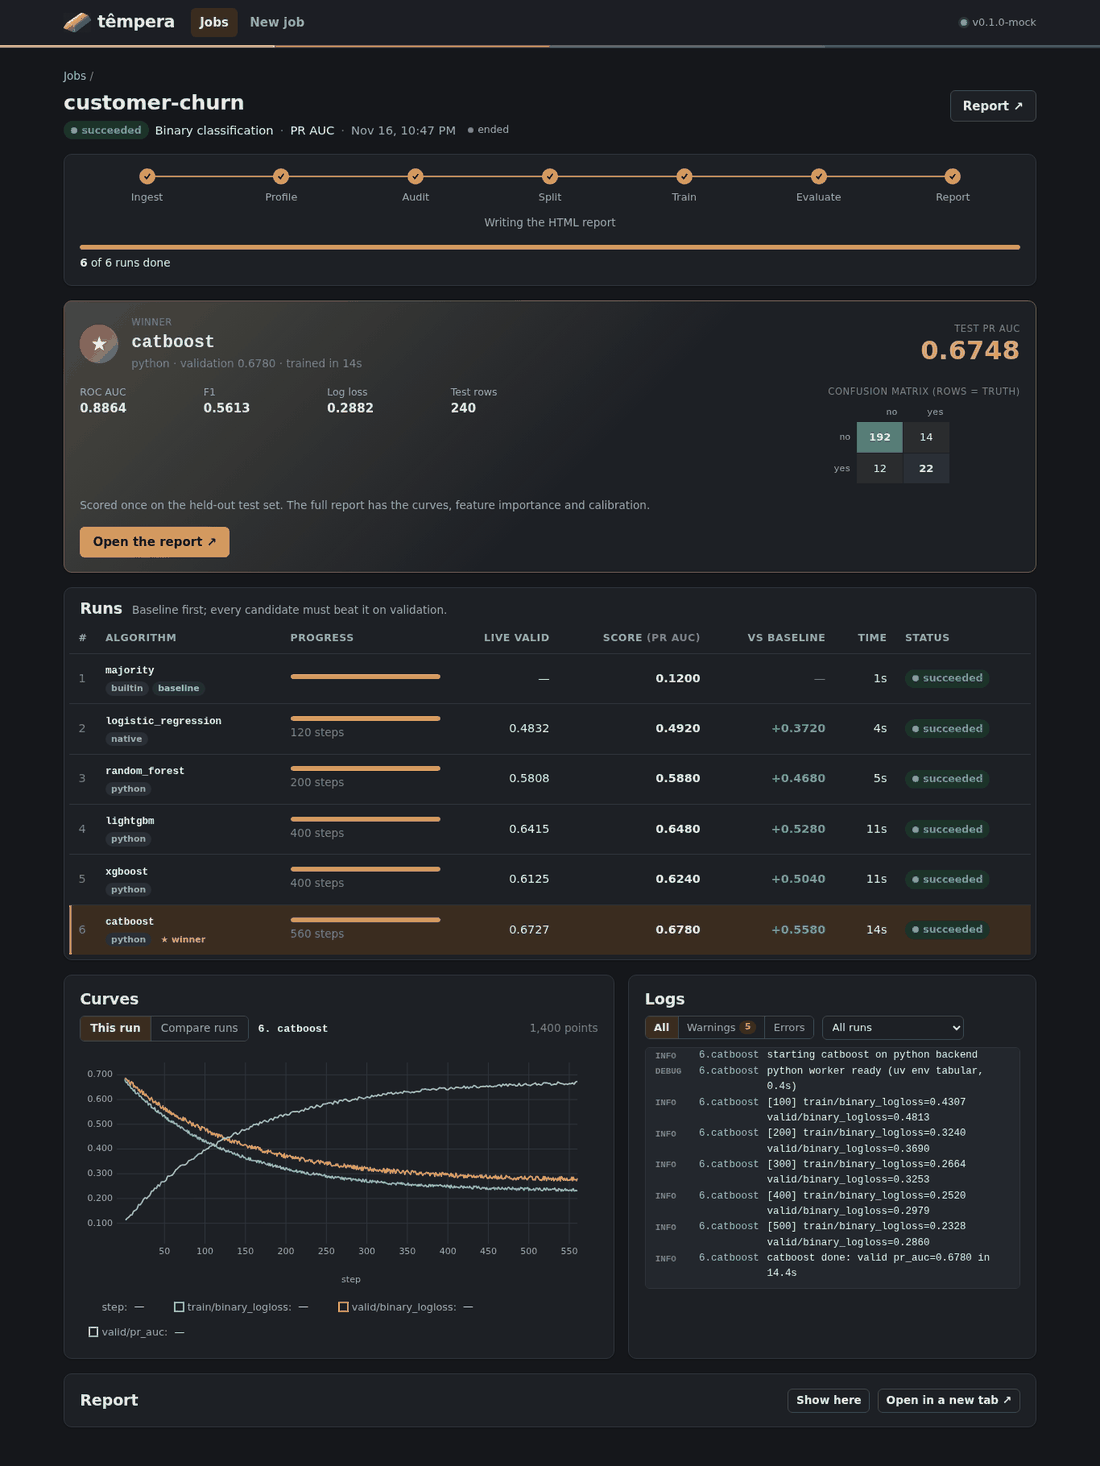 têmpera Jobs New job v0.1.0-mock
Jobs /
customer-churn
Report ↗
succeeded Binary classification · PR AUC · Nov 16, 10:47 PM ended
Ingest Profile Audit Split Train Evaluate Report
Writing the HTML report
6 of 6 runs done
WINNER
catboost
python · validation 0.6780 · trained in 14s
TEST PR AUC
0.6748
ROC AUC F1 Log loss Test rows
0.8864 0.5613 0.2882 240
CONFUSION MATRIX (ROWS = TRUTH)
no yes
no 192 14
yes 12 22
Scored once on the held-out test set. The full report has the curves, feature importance and calibration.
Open the report ↗
Runs Baseline first; every candidate must beat it on validation.
# ALGORITHM PROGRESS LIVE VALID SCORE (PR AUC) VS BASELINE TIME STATUS
1 majority — 0.1200 — 1s succeeded
builtin baseline
2 logistic_regression 0.4832 0.4920 +0.3720 4s succeeded
native 120 steps
3 random_forest 0.5808 0.5880 +0.4680 5s succeeded
python 200 steps
4 lightgbm 0.6415 0.6480 +0.5280 11s succeeded
python 400 steps
5 xgboost 0.6125 0.6240 +0.5040 11s succeeded
python 400 steps
6 catboost 0.6727 0.6780 +0.5580 14s succeeded
python ★ winner 560 steps
Curves
This run Compare runs 6. catboost 1,400 points
0.700
0.600
0.500
0.400
0.300
0.200
0.100
50 100 150 200 250 300 350 400 450 500 550
step
step: — train/binary_logloss: — valid/binary_logloss: —
valid/pr_auc: —
Logs
All Warnings 5 Errors All runs
INFO 6.catboost starting catboost on python backend
DEBUG 6.catboost python worker ready (uv env tabular,
0.4s)
INFO 6.catboost [100] train/binary_logloss=0.4307
valid/binary_logloss=0.4813
INFO 6.catboost [200] train/binary_logloss=0.3240
valid/binary_logloss=0.3690
INFO 6.catboost [300] train/binary_logloss=0.2664
valid/binary_logloss=0.3253
INFO 6.catboost [400] train/binary_logloss=0.2520
valid/binary_logloss=0.2979
INFO 6.catboost [500] train/binary_logloss=0.2328
valid/binary_logloss=0.2860
INFO 6.catboost catboost done: valid pr_auc=0.6780 in
14.4s
Report Show here Open in a new tab ↗